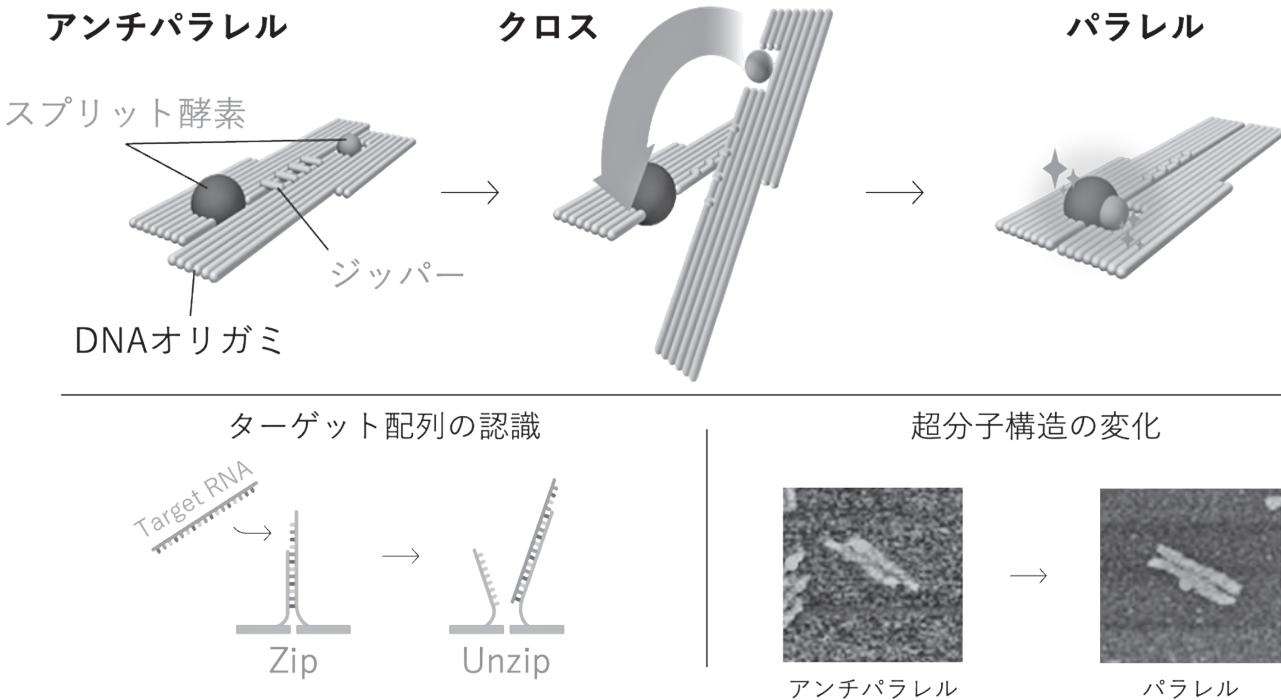 アンチパラレル
クロス
パラレル
スプリット酵素
ジッパー
DNAオリガミ
ターゲット配列の認識
Target RNA
Zip
Unzip
超分子構造の変化
アンチパラレル
パラレル